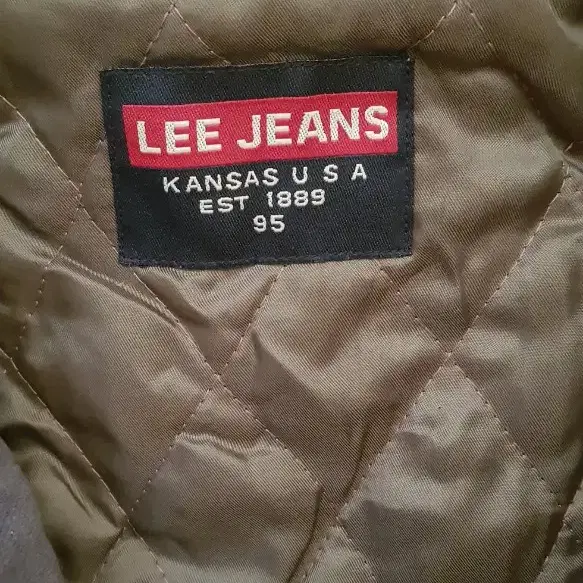 LEE JEANS
KANSAS U S A
EST 1889
95